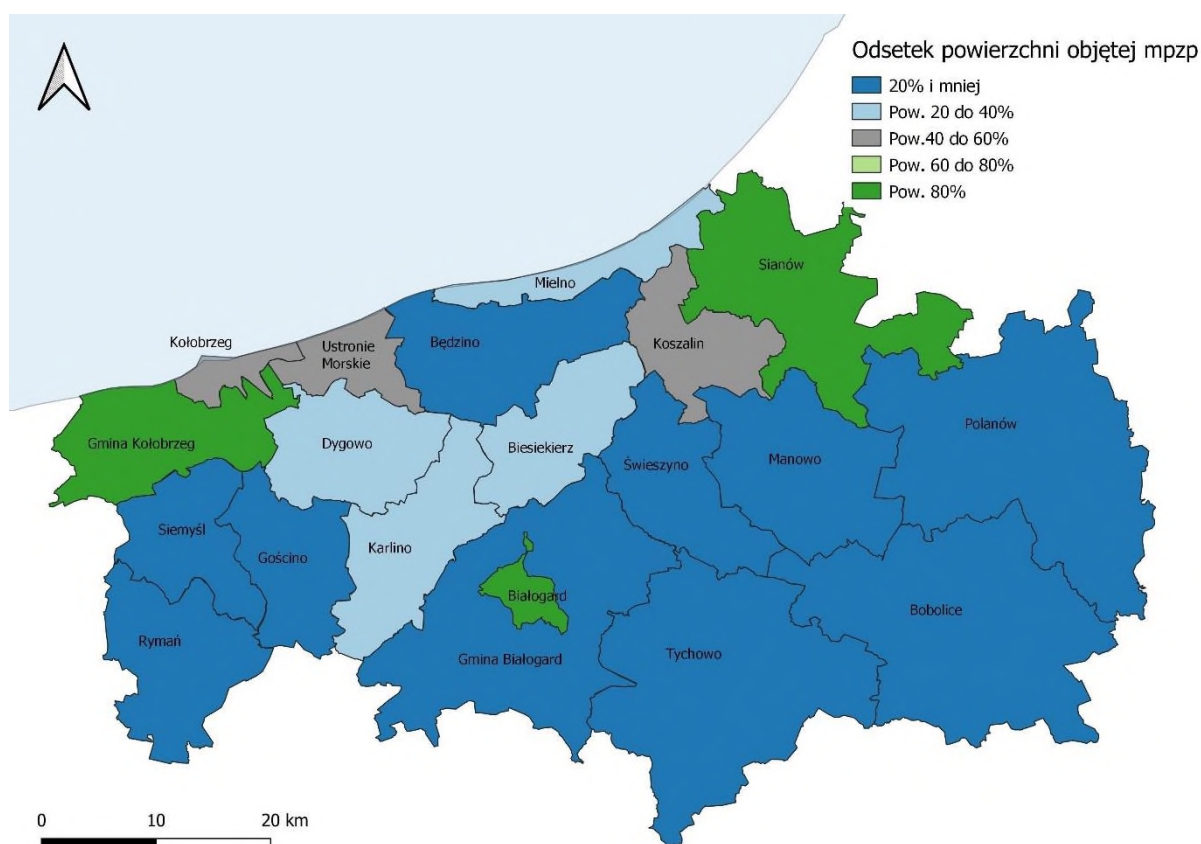 Odsetek powierzchni objętej mpzp
20% i mniej
Pow. 20 do 40%
Pow.40 do 60%
Pow. 60 do 80%
Pow. 80%
Sianów
Mielno
Kołobrzeg
Ustronie
Morskie
Będzino
Koszalin
Polanów
Gmina Kołobrzeg
Dygowo
Biesiekierz
Świeszyno
Manowo
Siemyśl
Gościno
Karlino
Białogard
Bobolice
Rymań
Gmina Białogard
Tychowo
0 10 20 km